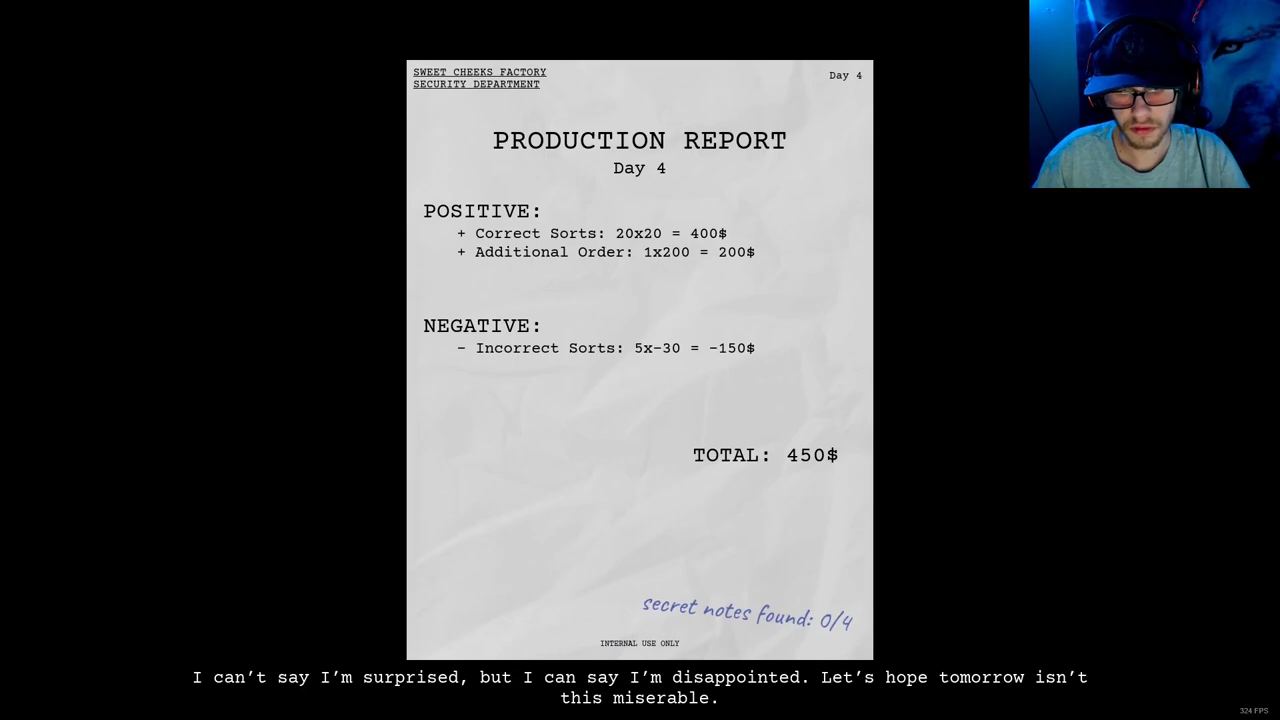 SWEET CHEEKS FACTORY
SECURITY DEPARTMENT
Day 4
PRODUCTION REPORT
Day 4
POSITIVE:
+ Correct Sorts: 20x20 = 400$
+ Additional Order: 1x200 = 200$
NEGATIVE:
- Incorrect Sorts: 5x-30 = -150$
TOTAL: 450$
secret notes found: 0/4
INTERNAL USE ONLY
I can't say I'm surprised, but I can say I'm disappointed. Let's hope tomorrow isn't
this miserable.
324 FPS